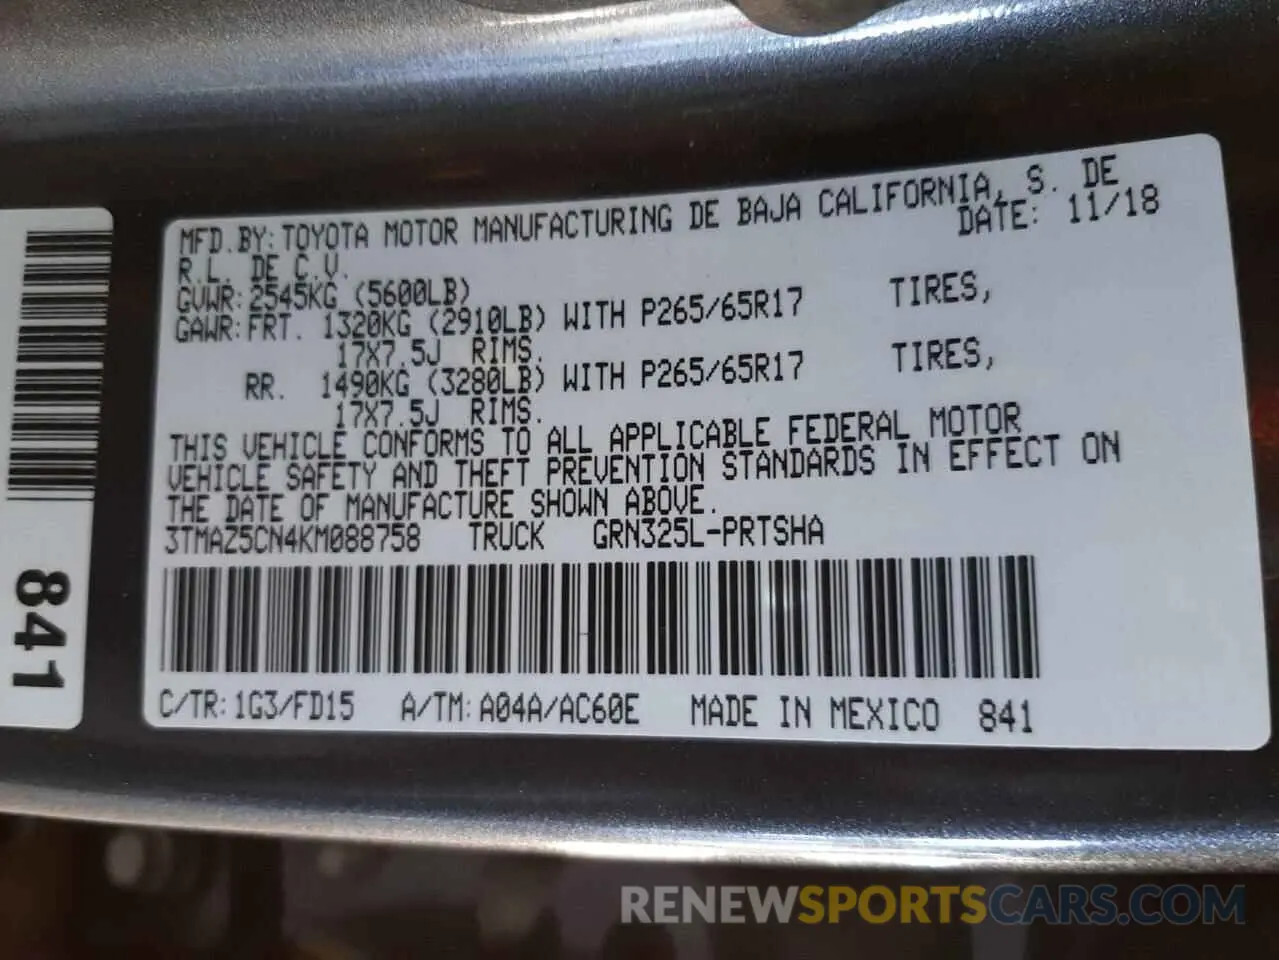 MFD.BY:TOYOTA MOTOR MANUFACTURING DE BAJA CALIFORNIA, S. DE
R.L. DE C.V. DATE: 11/18
GVWR:2545KG (5600LB)
GAWR:FRT. 1320KG (2910LB) WITH P265/65R17 TIRES,
17X7.5J RIMS.
RR. 1490KG (3280LB) WITH P265/65R17 TIRES,
17X7.5J RIMS.
THIS VEHICLE CONFORMS TO ALL APPLICABLE FEDERAL MOTOR
VEHICLE SAFETY AND THEFT PREVENTION STANDARDS IN EFFECT ON
THE DATE OF MANUFACTURE SHOWN ABOVE.
3TMAZ5CN4KM088758 TRUCK GRN325L-PRTSHA
C/TR:1G3/FD15 A/TM:A04A/AC60E MADE IN MEXICO 841
841
RENEWSPORTSCARS.COM